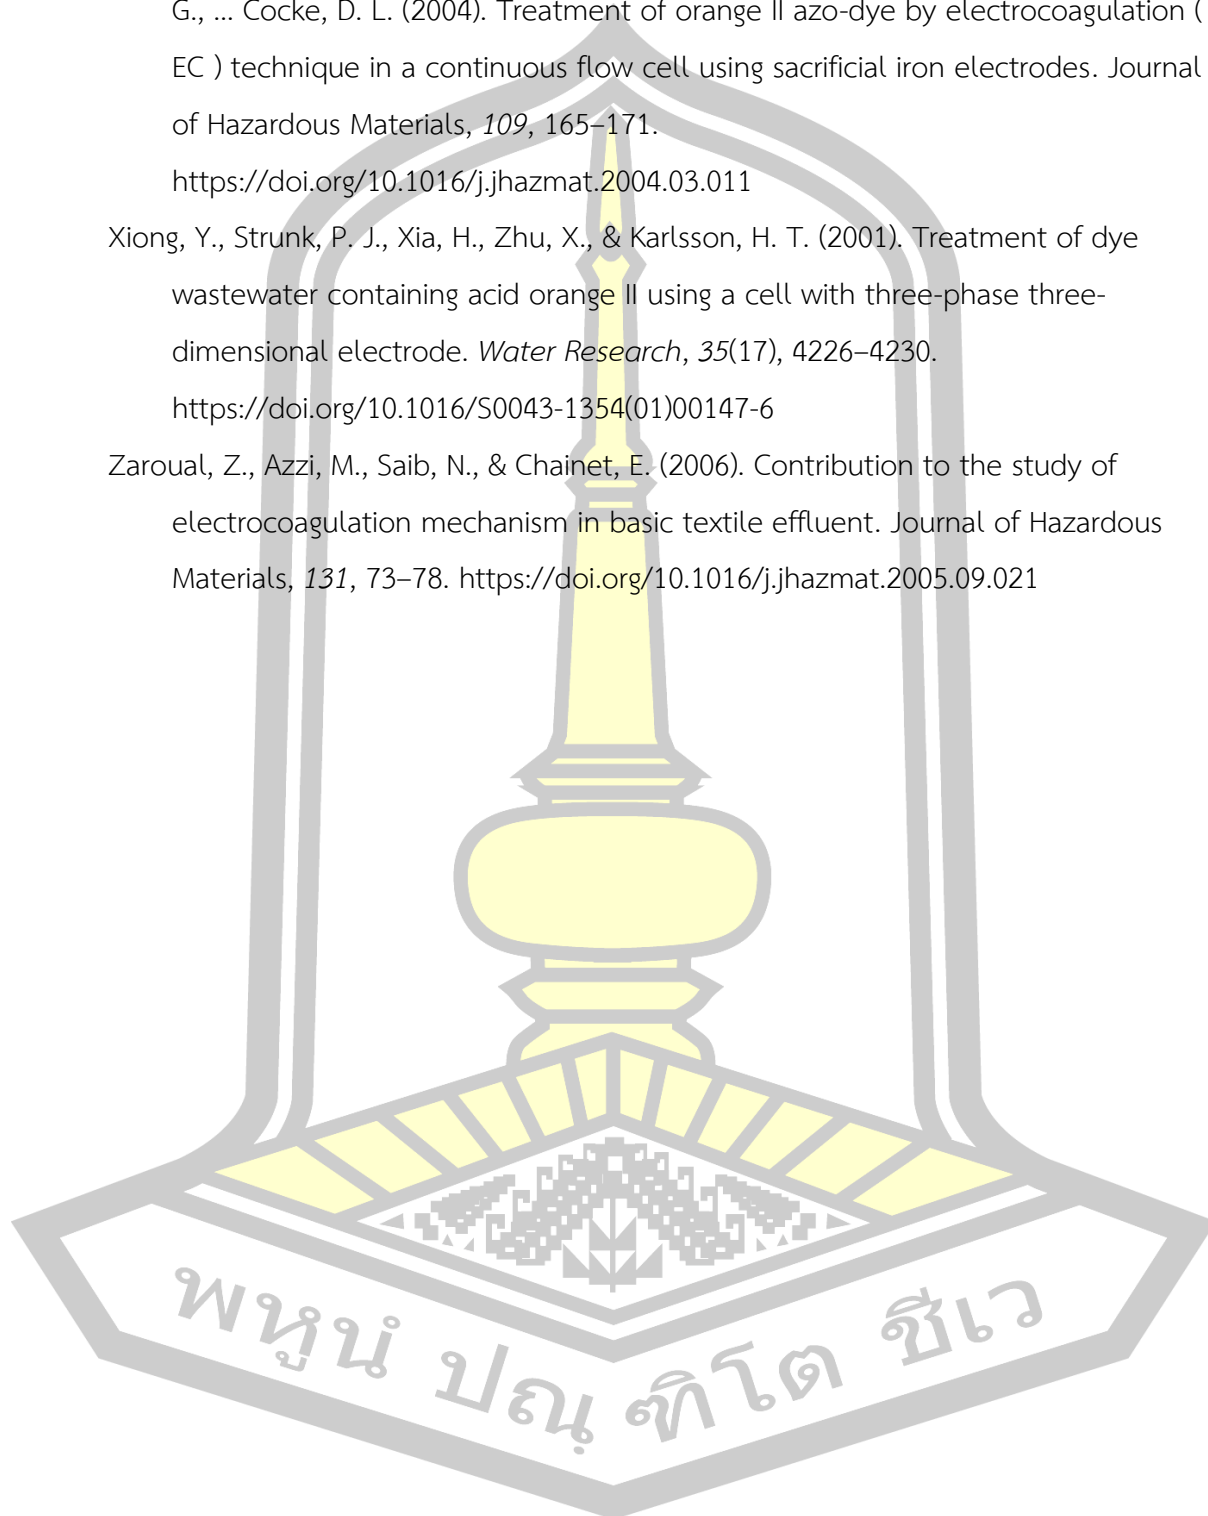 G., ... Cocke, D. L. (2004). Treatment of orange II azo-dye by electrocoagulation (
EC ) technique in a continuous flow cell using sacrificial iron electrodes. Journal
of Hazardous Materials, 109, 165–171.
https://doi.org/10.1016/j.jhazmat.2004.03.011
Xiong, Y., Strunk, P. J., Xia, H., Zhu, X., & Karlsson, H. T. (2001). Treatment of dye
wastewater containing acid orange II using a cell with three-phase three-
dimensional electrode. Water Research, 35(17), 4226–4230.
https://doi.org/10.1016/S0043-1354(01)00147-6
Zaroual, Z., Azzi, M., Saib, N., & Chainet, E. (2006). Contribution to the study of
electrocoagulation mechanism in basic textile effluent. Journal of Hazardous
Materials, 131, 73–78. https://doi.org/10.1016/j.jhazmat.2005.09.021
พหูนํ ปณฺ ฑิโต ชีเว